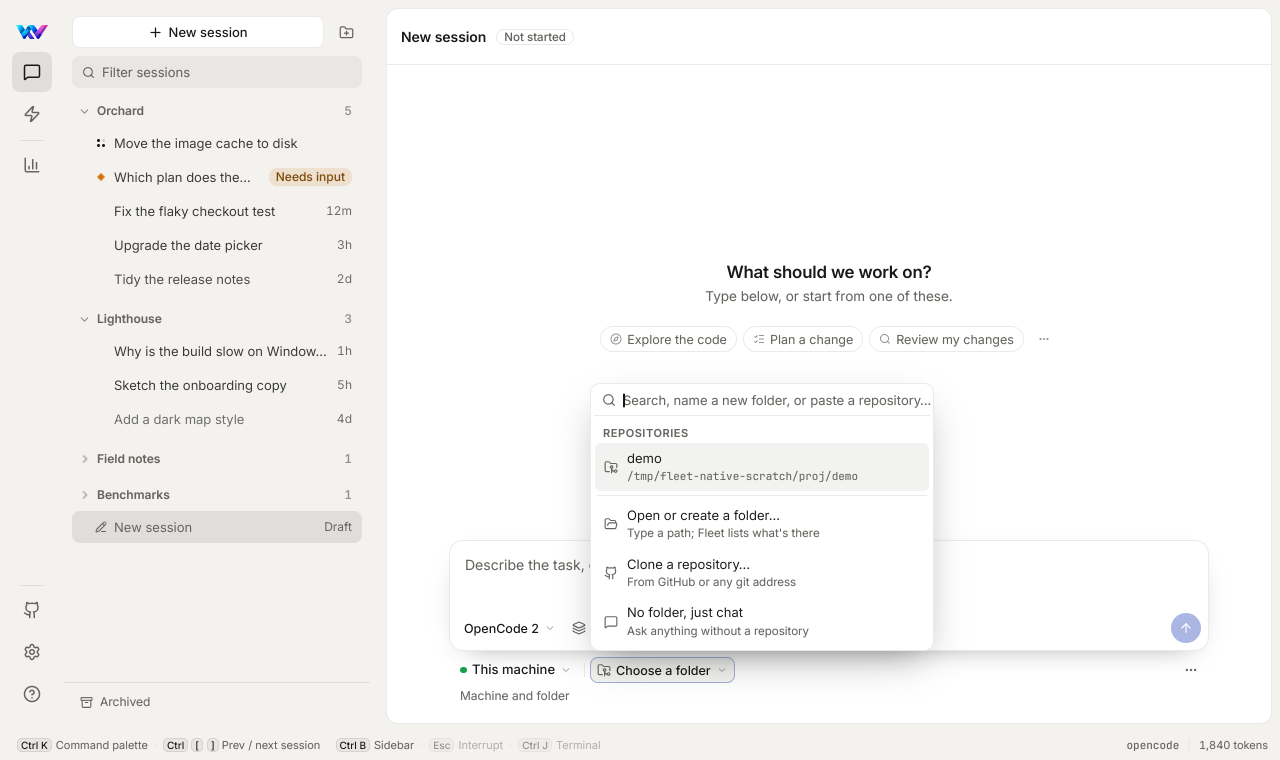 New session
Filter sessions
Orchard 5
Move the image cache to disk
Which plan does the... Needs input
Fix the flaky checkout test 12m
Upgrade the date picker 3h
Tidy the release notes 2d
Lighthouse 3
Why is the build slow on Window... 1h
Sketch the onboarding copy 5h
Add a dark map style 4d
Field notes 1
Benchmarks 1
New session Draft
Archived
New session Not started
What should we work on?
Type below, or start from one of these.
Explore the code Plan a change Review my changes
Search, name a new folder, or paste a repository...
REPOSITORIES
demo
/tmp/fleet-native-scratch/proj/demo
Open or create a folder...
Type a path; Fleet lists what's there
Clone a repository...
From GitHub or any git address
No folder, just chat
Ask anything without a repository
Describe the task,
OpenCode 2
This machine Choose a folder
Machine and folder
Ctrl K Command palette Ctrl [ ] Prev / next session Ctrl B Sidebar Esc Interrupt Ctrl J Terminal
opencode 1,840 tokens